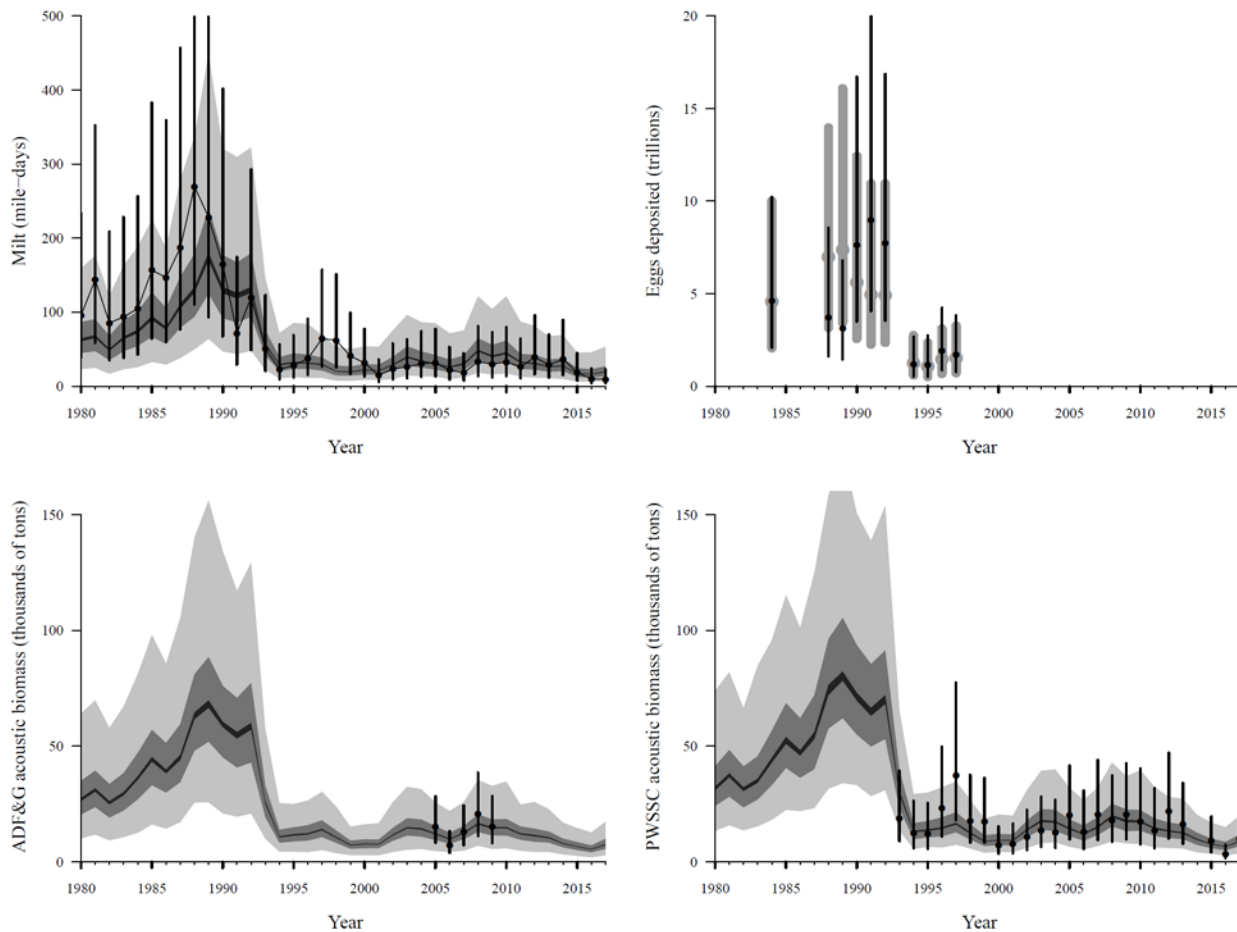 Milt (mile−days)
500
400
300
200
100
0
1980 1985 1990 1995 2000 2005 2010 2015
Year
Eggs deposited (trillions)
20
15
10
5
0
1980 1985 1990 1995 2000 2005 2010 2015
Year
ADF&G acoustic biomass (thousands of tons)
150
100
50
0
1980 1985 1990 1995 2000 2005 2010 2015
Year
PWSSC acoustic biomass (thousands of tons)
150
100
50
0
1980 1985 1990 1995 2000 2005 2010 2015
Year